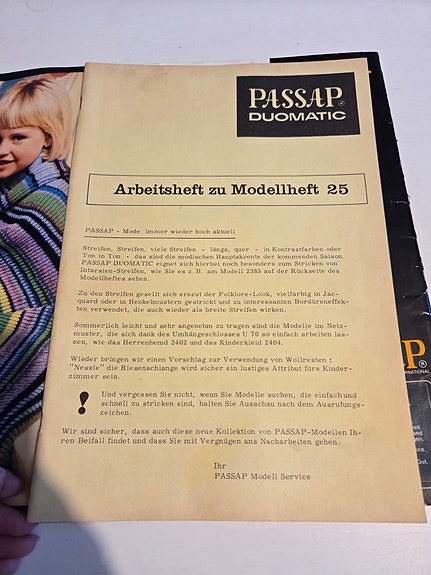 PASSAP®
DUOMATIC
Arbeitsheft zu Modellheft 25
PASSAP - Mode immer wieder hoch aktuell
Streifen, Streifen, viele Streifen - längs, quer - in Kontrastfarben oder
Ton in Ton - das sind die modischen Hauptakzente der kommenden Saison.
PASSAP DUOMATIC eignet sich hierbei noch besonders zum Stricken von
Intarsien-Streifen, wie Sie es z.B. am Modell 2385 auf der Rückseite des
Modellheftes sehen.
Zu den Streifen gesellt sich erneut der Folklore-Look, vielfarbig in Jac-
quard oder in Henkelmustern gestrickt und zu interessanten Bordüreneffek-
ten verwendet, die auch wieder als breite Streifen wirken.
Sommerlich leicht und sehr angenehm zu tragen sind die Modelle im Netz-
muster, die sich dank des Umhängeschlosses U 70 so einfach arbeiten las-
sen, wie das Herrenhemd 2402 und das Kinderkleid 2404.
Wieder bringen wir einen Vorschlag zur Verwendung von Wollresten :
"Nessie" die Riesenschlange wird sicher ein lustiges Attribut fürs Kinder-
zimmer sein.
! Und vergessen Sie nicht, wenn Sie Modelle suchen, die einfach und
schnell zu stricken sind, halten Sie Ausschau nach dem Ausrufungs-
zeichen.
Wir sind sicher, dass auch diese neue Kollektion von PASSAP-Modellen Ih-
ren Beifall findet und dass Sie mit Vergnügen ans Nacharbeiten gehen.
Ihr
PASSAP Modell Service
AP®